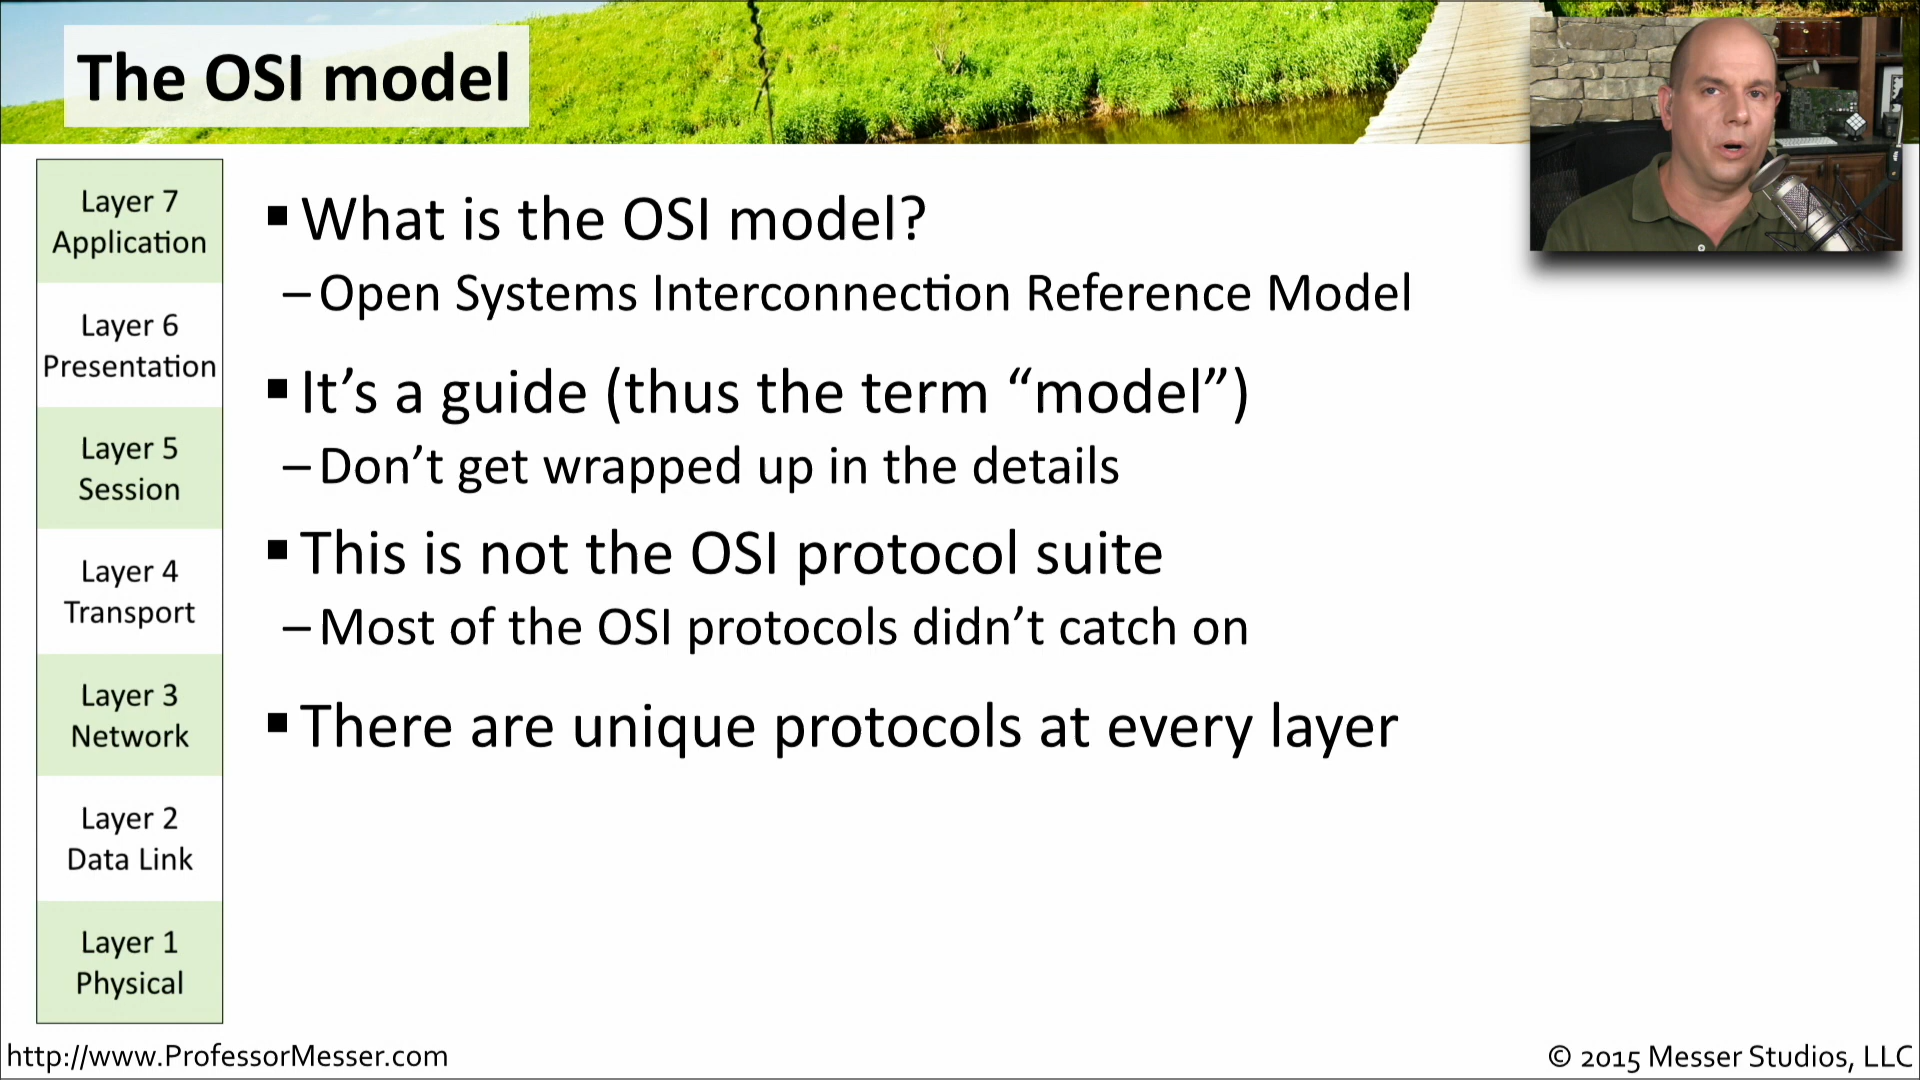 The OSI model
Layer 7
Application
Layer 6
Presentation
Layer 5
Session
Layer 4
Transport
Layer 3
Network
Layer 2
Data Link
Layer 1
Physical
▪ What is the OSI model?
– Open Systems Interconnection Reference Model
▪ It’s a guide (thus the term “model”)
– Don’t get wrapped up in the details
▪ This is not the OSI protocol suite
– Most of the OSI protocols didn’t catch on
▪ There are unique protocols at every layer
http://www.ProfessorMesser.com
© 2015 Messer Studios, LLC